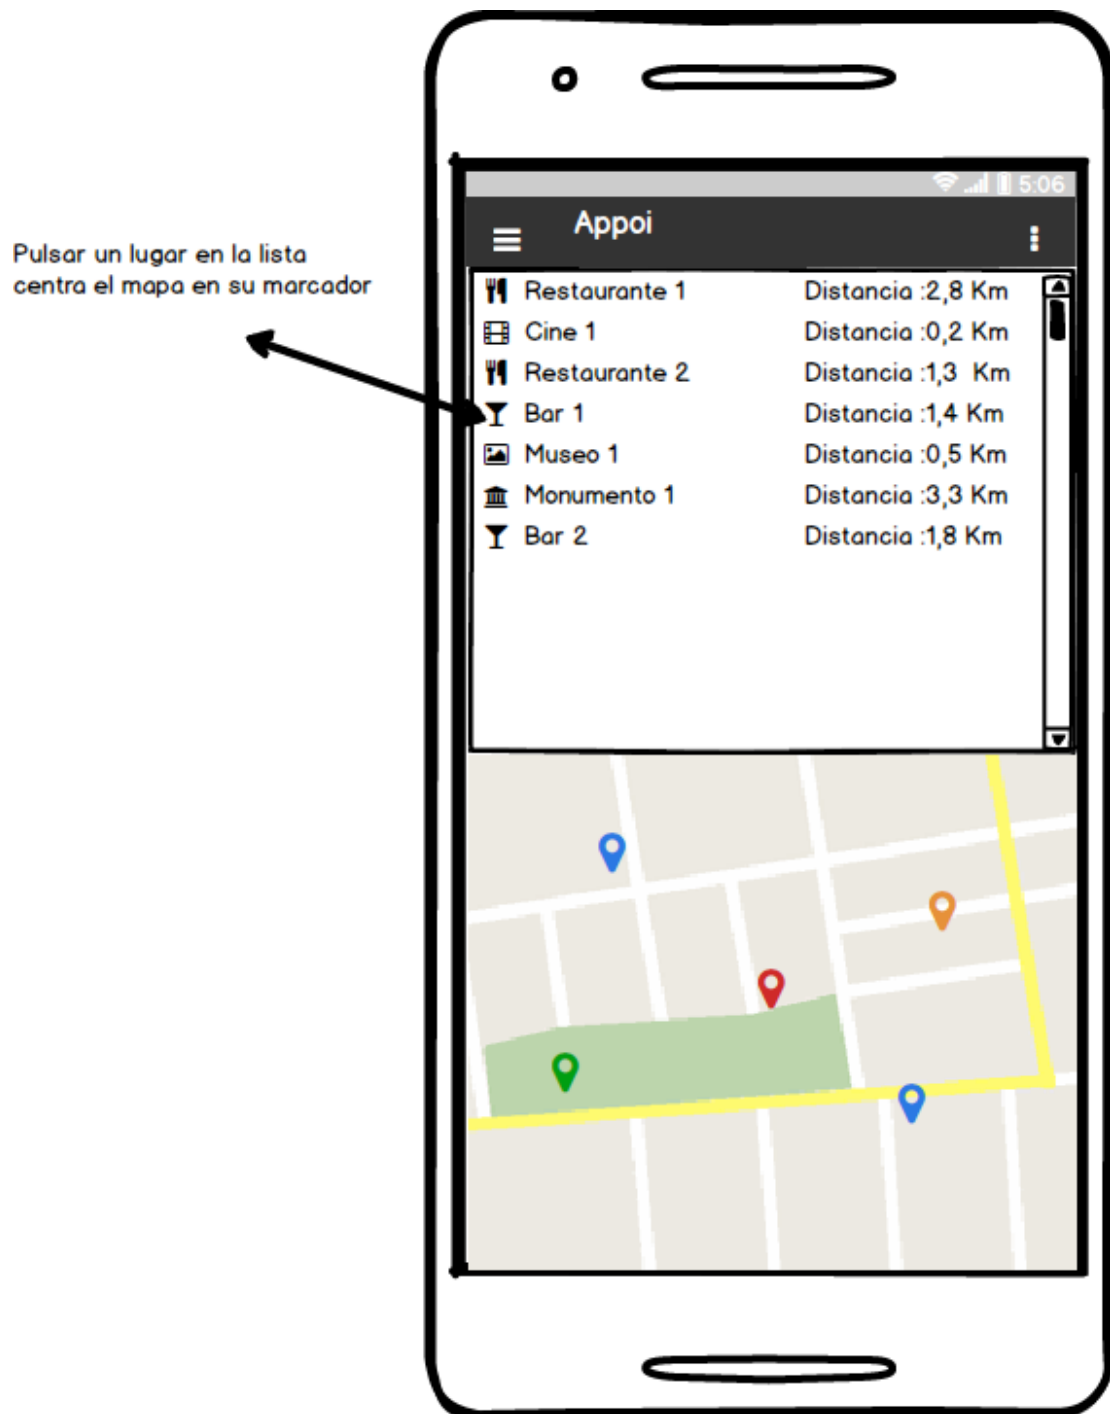 5:06
Appoi
Pulsar un lugar en la lista
centra el mapa en su marcador
Restaurante 1 Distancia :2,8 Km
Cine 1 Distancia :0,2 Km
Restaurante 2 Distancia :1,3 Km
Bar 1 Distancia :1,4 Km
Museo 1 Distancia :0,5 Km
Monumento 1 Distancia :3,3 Km
Bar 2 Distancia :1,8 Km